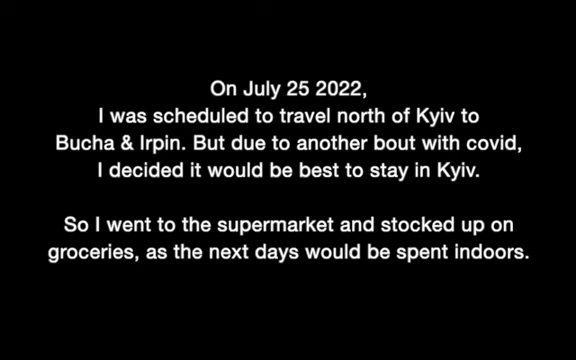 On July 25 2022,
I was scheduled to travel north of Kyiv to
Bucha & Irpin. But due to another bout with covid,
I decided it would be best to stay in Kyiv.
So I went to the supermarket and stocked up on
groceries, as the next days would be spent indoors.